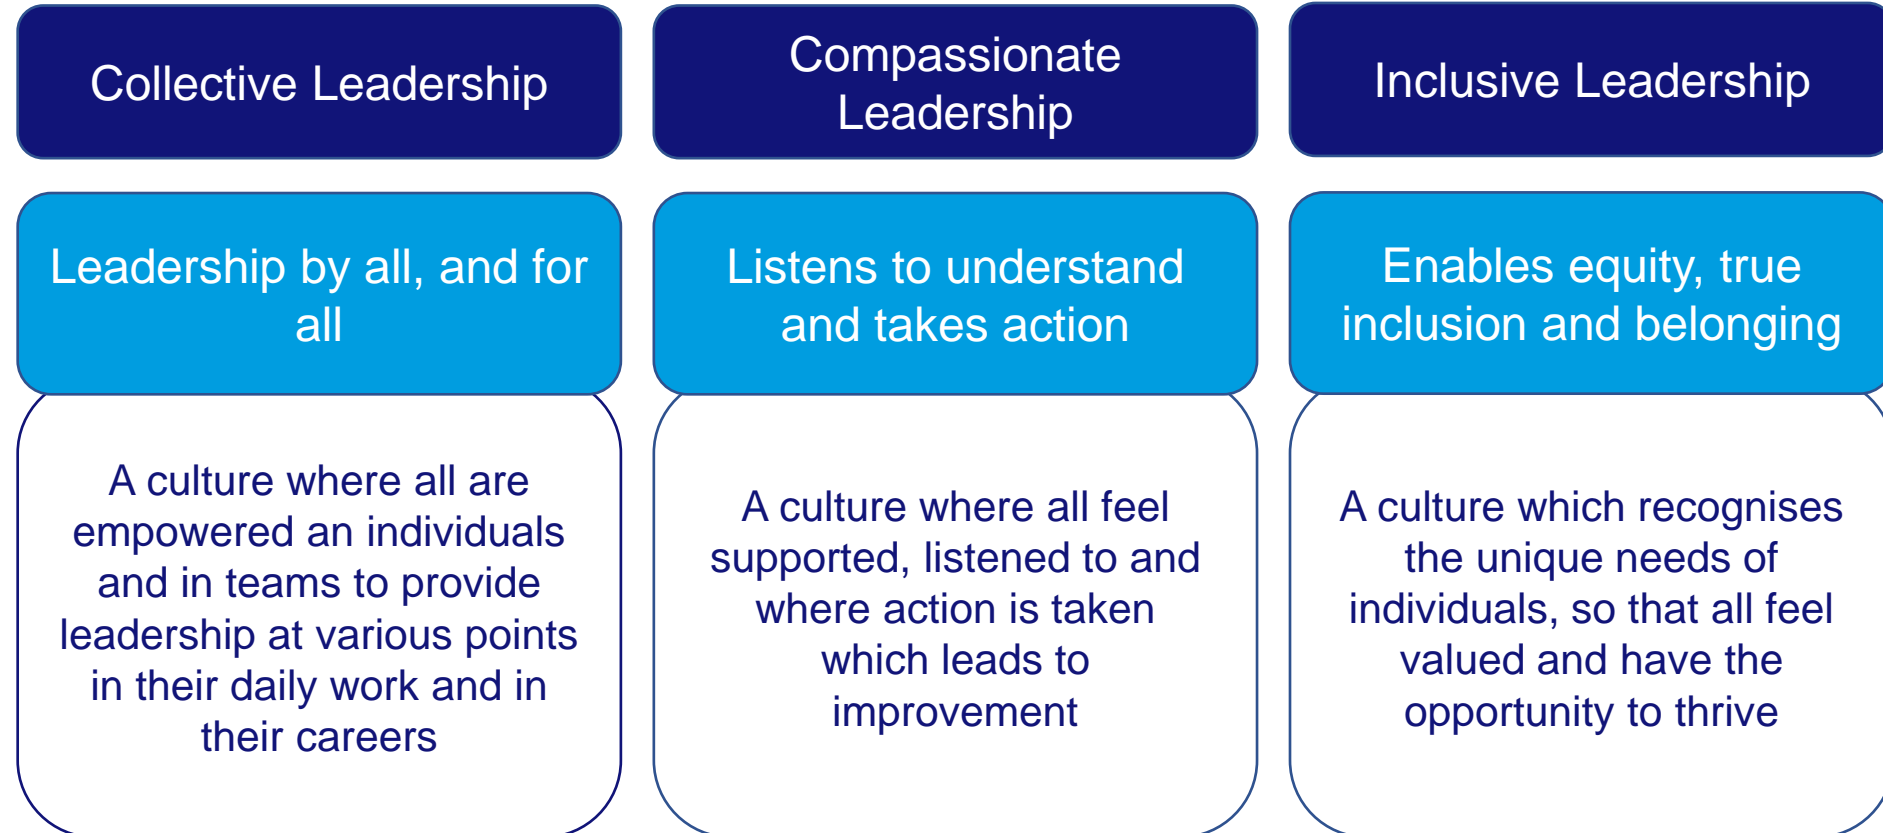 Collective Leadership
Compassionate
Leadership
Inclusive Leadership
Leadership by all, and for
all
Listens to understand
and takes action
Enables equity, true
inclusion and belonging
A culture where all are
empowered an individuals
and in teams to provide
leadership at various points
in their daily work and in
their careers
A culture where all feel
supported, listened to and
where action is taken
which leads to
improvement
A culture which recognises
the unique needs of
individuals, so that all feel
valued and have the
opportunity to thrive